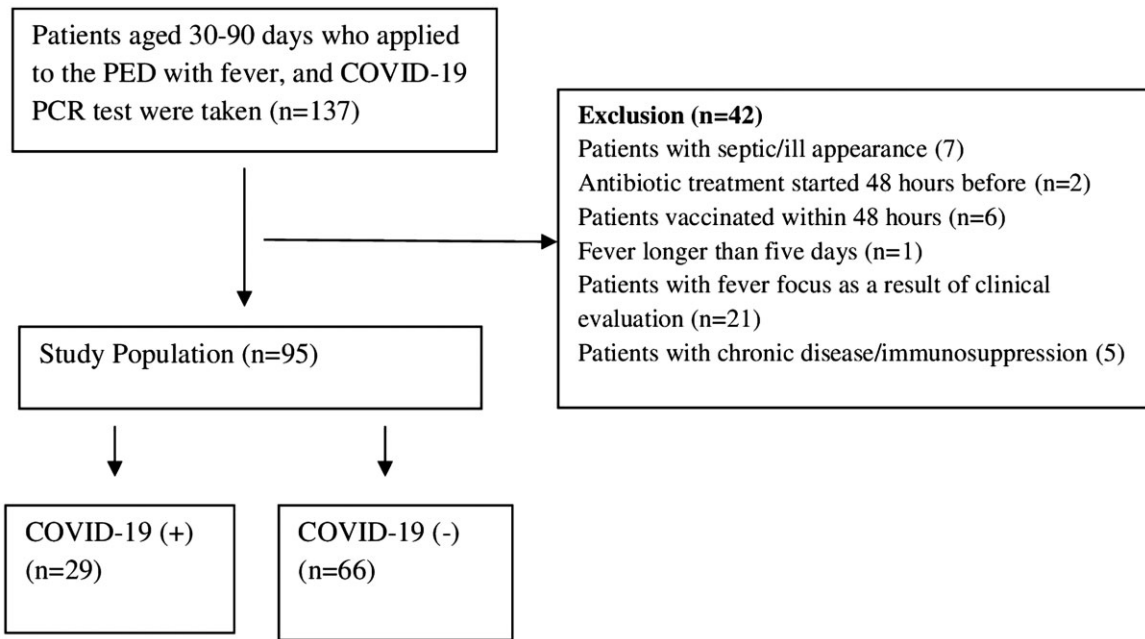 Patients aged 30-90 days who applied
to the PED with fever, and COVID-19
PCR test were taken (n=137)
Exclusion (n=42)
Patients with septic/ill appearance (7)
Antibiotic treatment started 48 hours before (n=2)
Patients vaccinated within 48 hours (n=6)
Fever longer than five days (n=1)
Patients with fever focus as a result of clinical
evaluation (n=21)
Patients with chronic disease/immunosuppression (5)
Study Population (n=95)
COVID-19 (+)
(n=29)
COVID-19 (-)
(n=66)